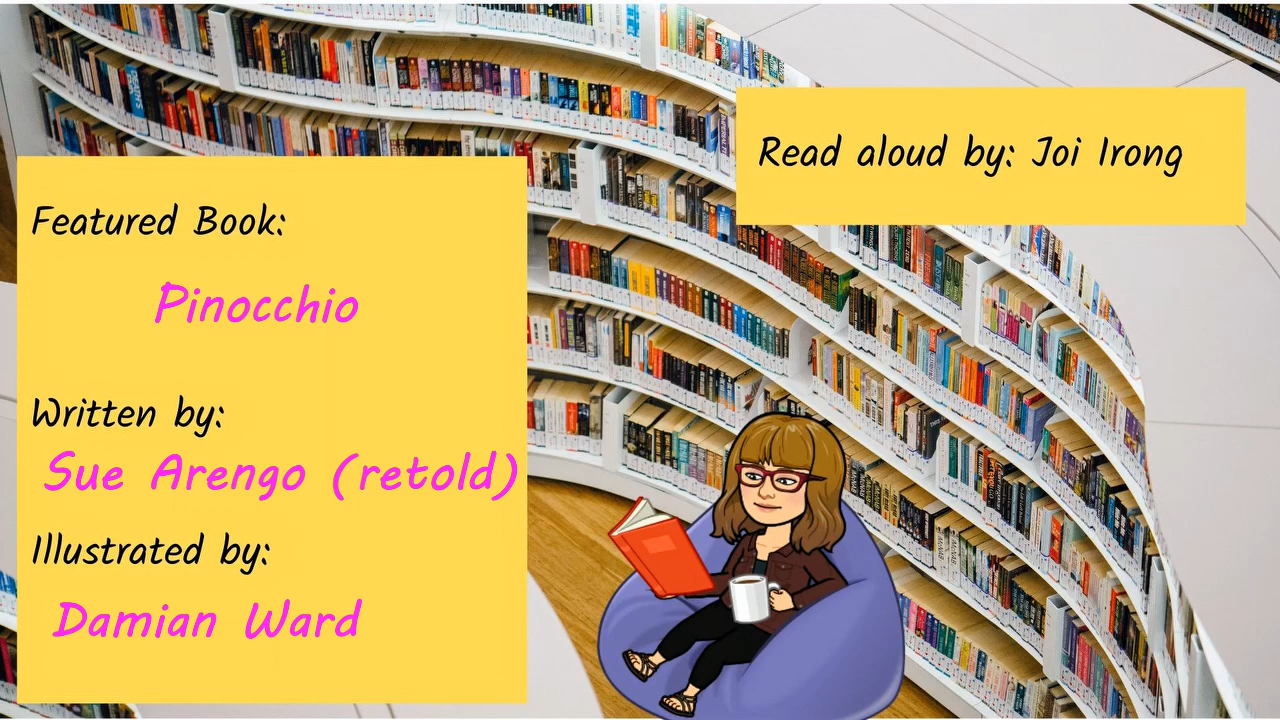 Featured Book:
Pinocchio
Written by:
Sue Arengo (retold)
Illustrated by:
Damian Ward
Read aloud by: Joi Irong